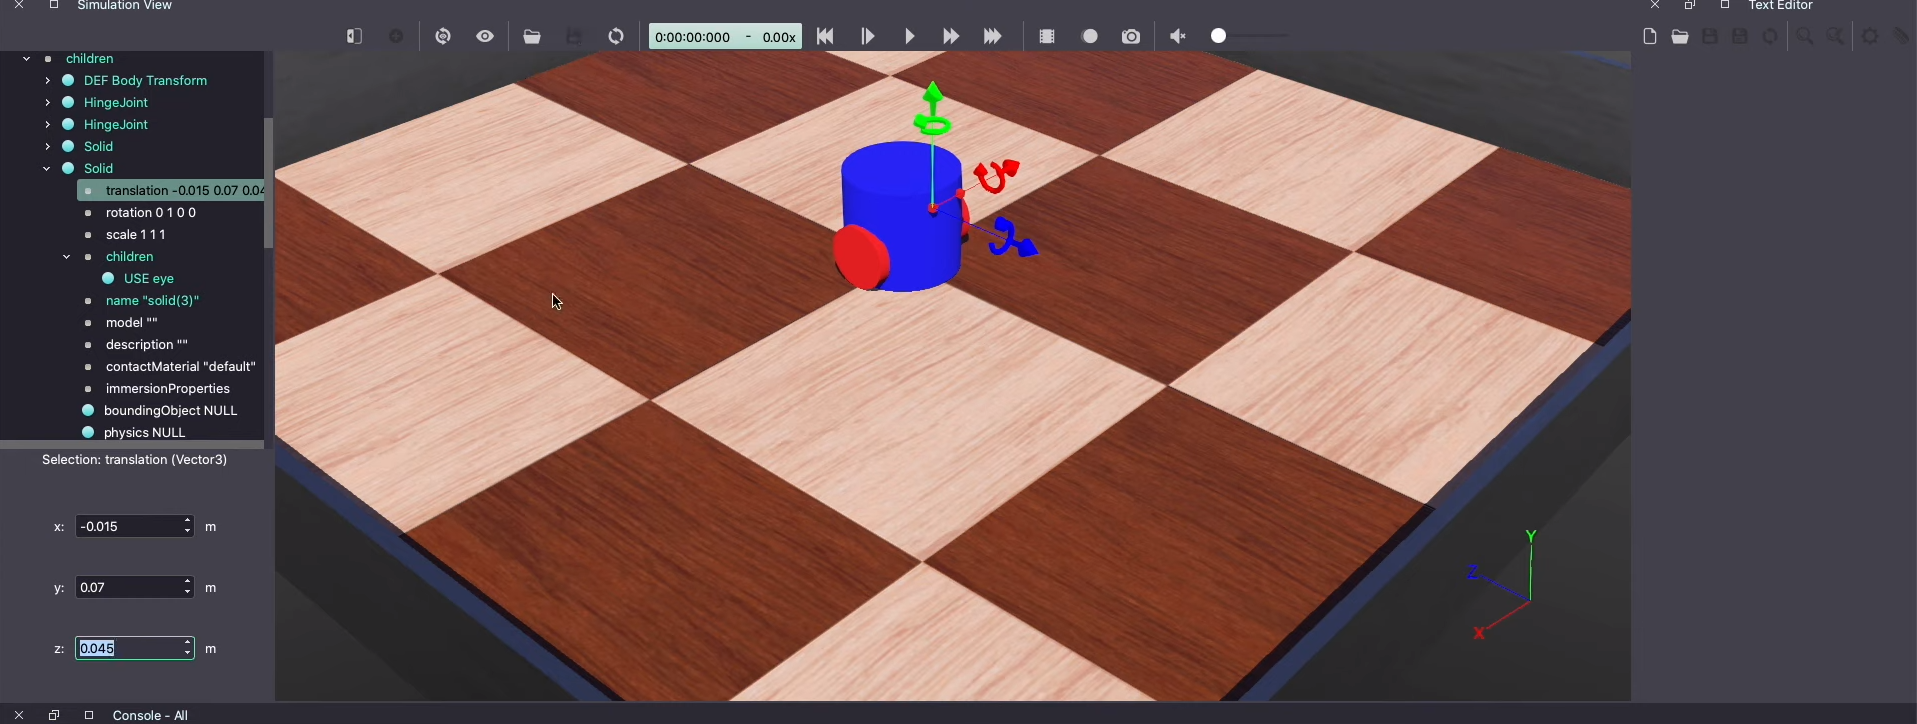 Simulation View
Text Editor
0:00:00:000 - 0.00x
children
DEF Body Transform
HingeJoint
HingeJoint
Solid
Solid
translation -0.015 0.07 0.04
rotation 0 1 0 0
scale 1 1 1
children
USE eye
name "solid(3)"
model ""
description ""
contactMaterial "default"
immersionProperties
boundingObject NULL
physics NULL
Selection: translation (Vector3)
x: -0.015 m
y: 0.07 m
z: 0.045 m
Y
Z
X
Console - All